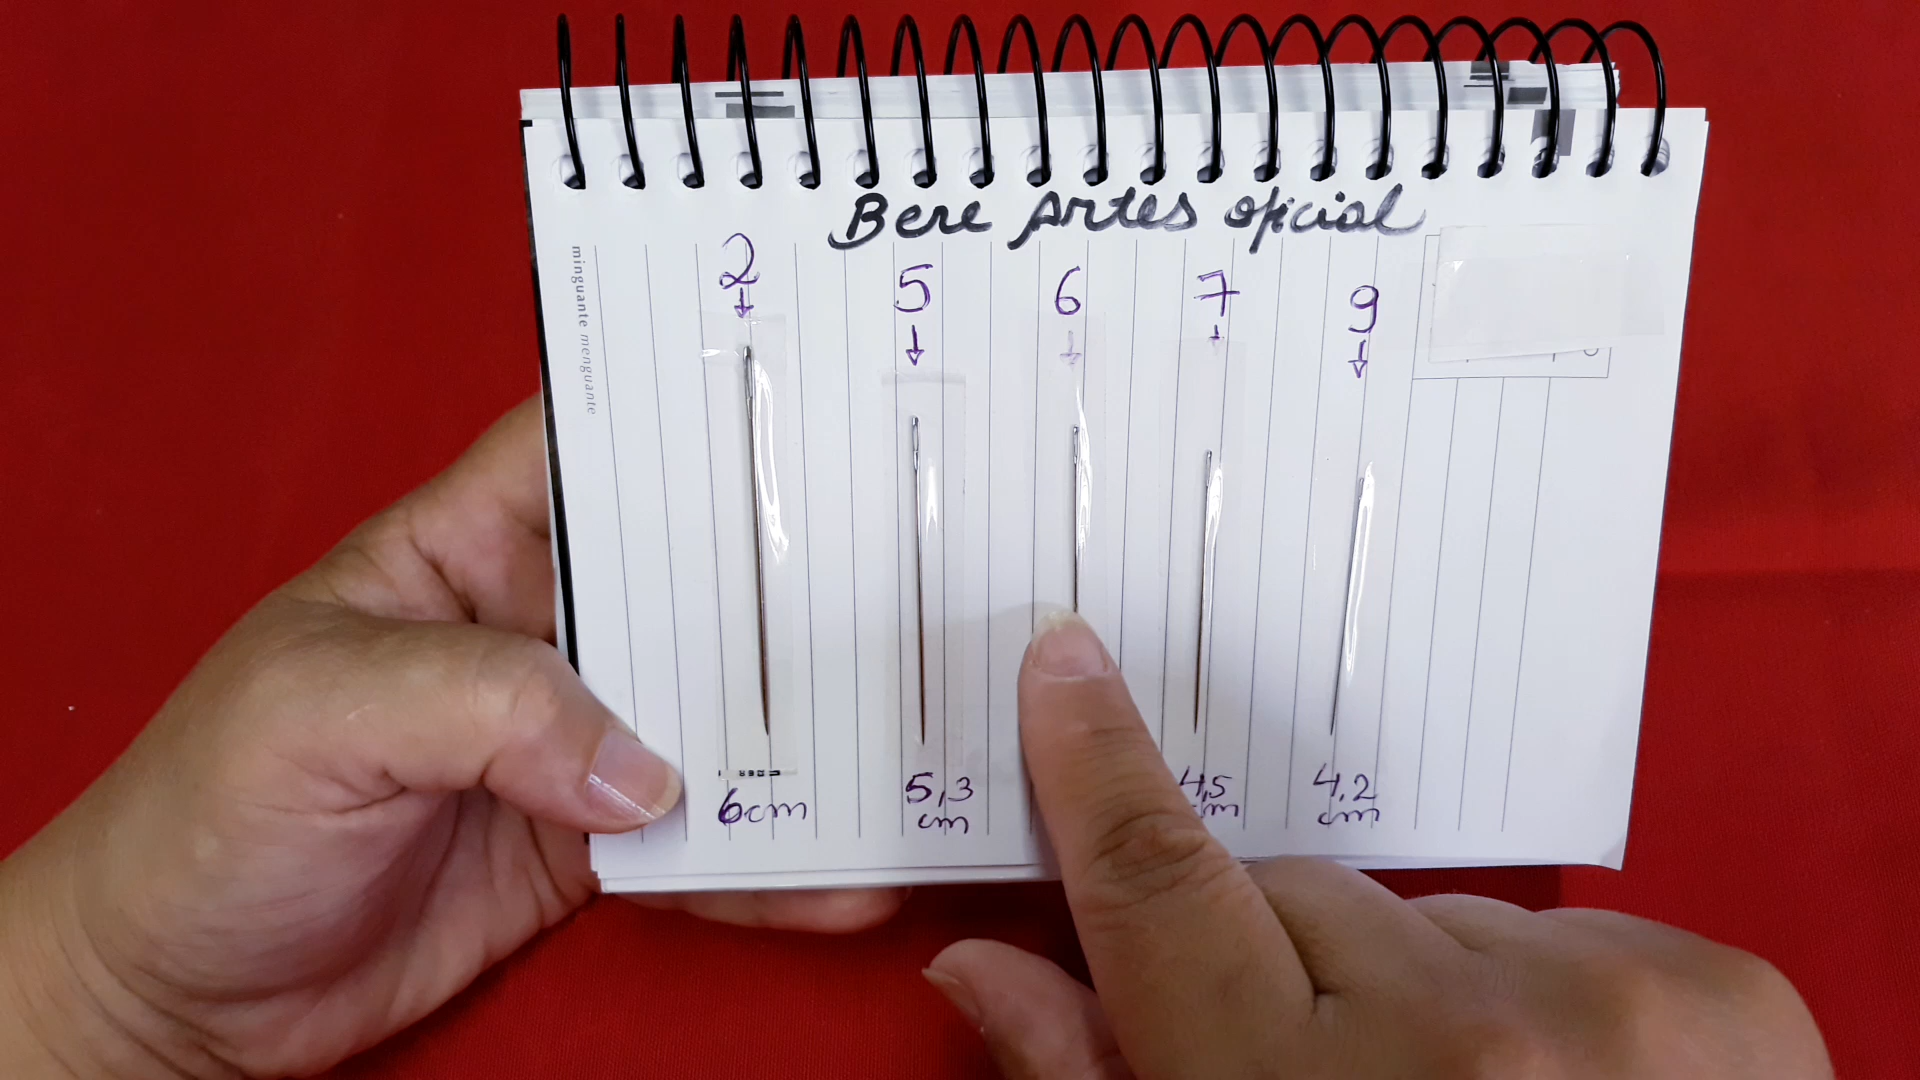 Bere Artes oficial
minguante menguante
2 5 6 7 9
6cm 5,3 cm 4,5 cm 4,2 cm